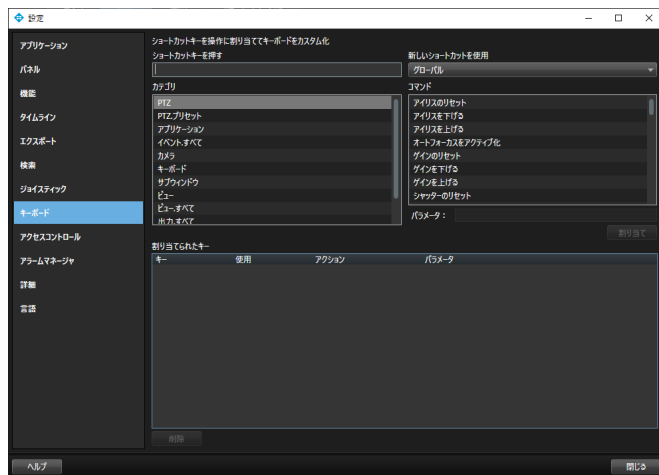 設定
アプリケーション
パネル
機能
タイムライン
エクスポート
検索
ジョイスティック
キーボード
アクセスコントロール
アラームマネージャ
詳細
言語
ショートカットキーを操作に割り当ててキーボードをカスタム化
ショートカットキーを押す
新しいショートカットを使用
グローバル
カテゴリ
PTZ
PTZ.プリセット
アプリケーション
イベント.すべて
カメラ
キーボード
サブウィンドウ
ビュー
ビュー.すべて
出力.すべて
コマンド
アイリスのリセット
アイリスを下げる
アイリスを上げる
オートフォーカスをアクティブ化
ゲインのリセット
ゲインを下げる
ゲインを上げる
シャッターのリセット
パラメータ：
割り当て
割り当てられたキー
キー 使用 アクション パラメータ
削除
ヘルプ
閉じる